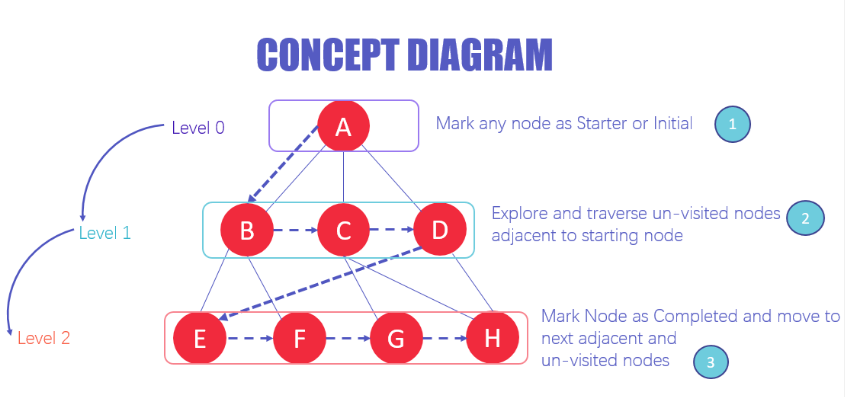 CONCEPT DIAGRAM
Level 0
A
Mark any node as Starter or Initial
1
Level 1
B
C
D
Explore and traverse un-visited nodes
adjacent to starting node
2
Level 2
E
F
G
H
Mark Node as Completed and move to
next adjacent and
un-visited nodes
3